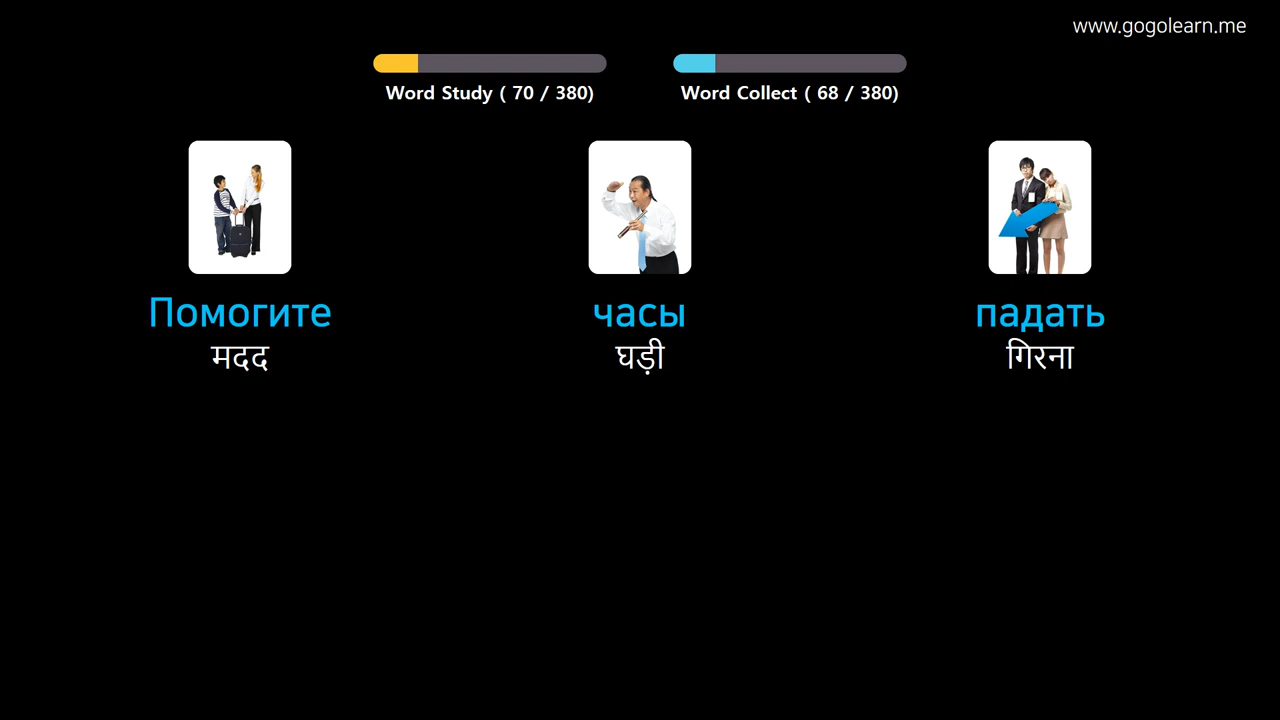 www.gogolearn.me
Word Study ( 70 / 380)
Word Collect ( 68 / 380)
Помогите
часы
падать
मदद
घड़ी
गिरना